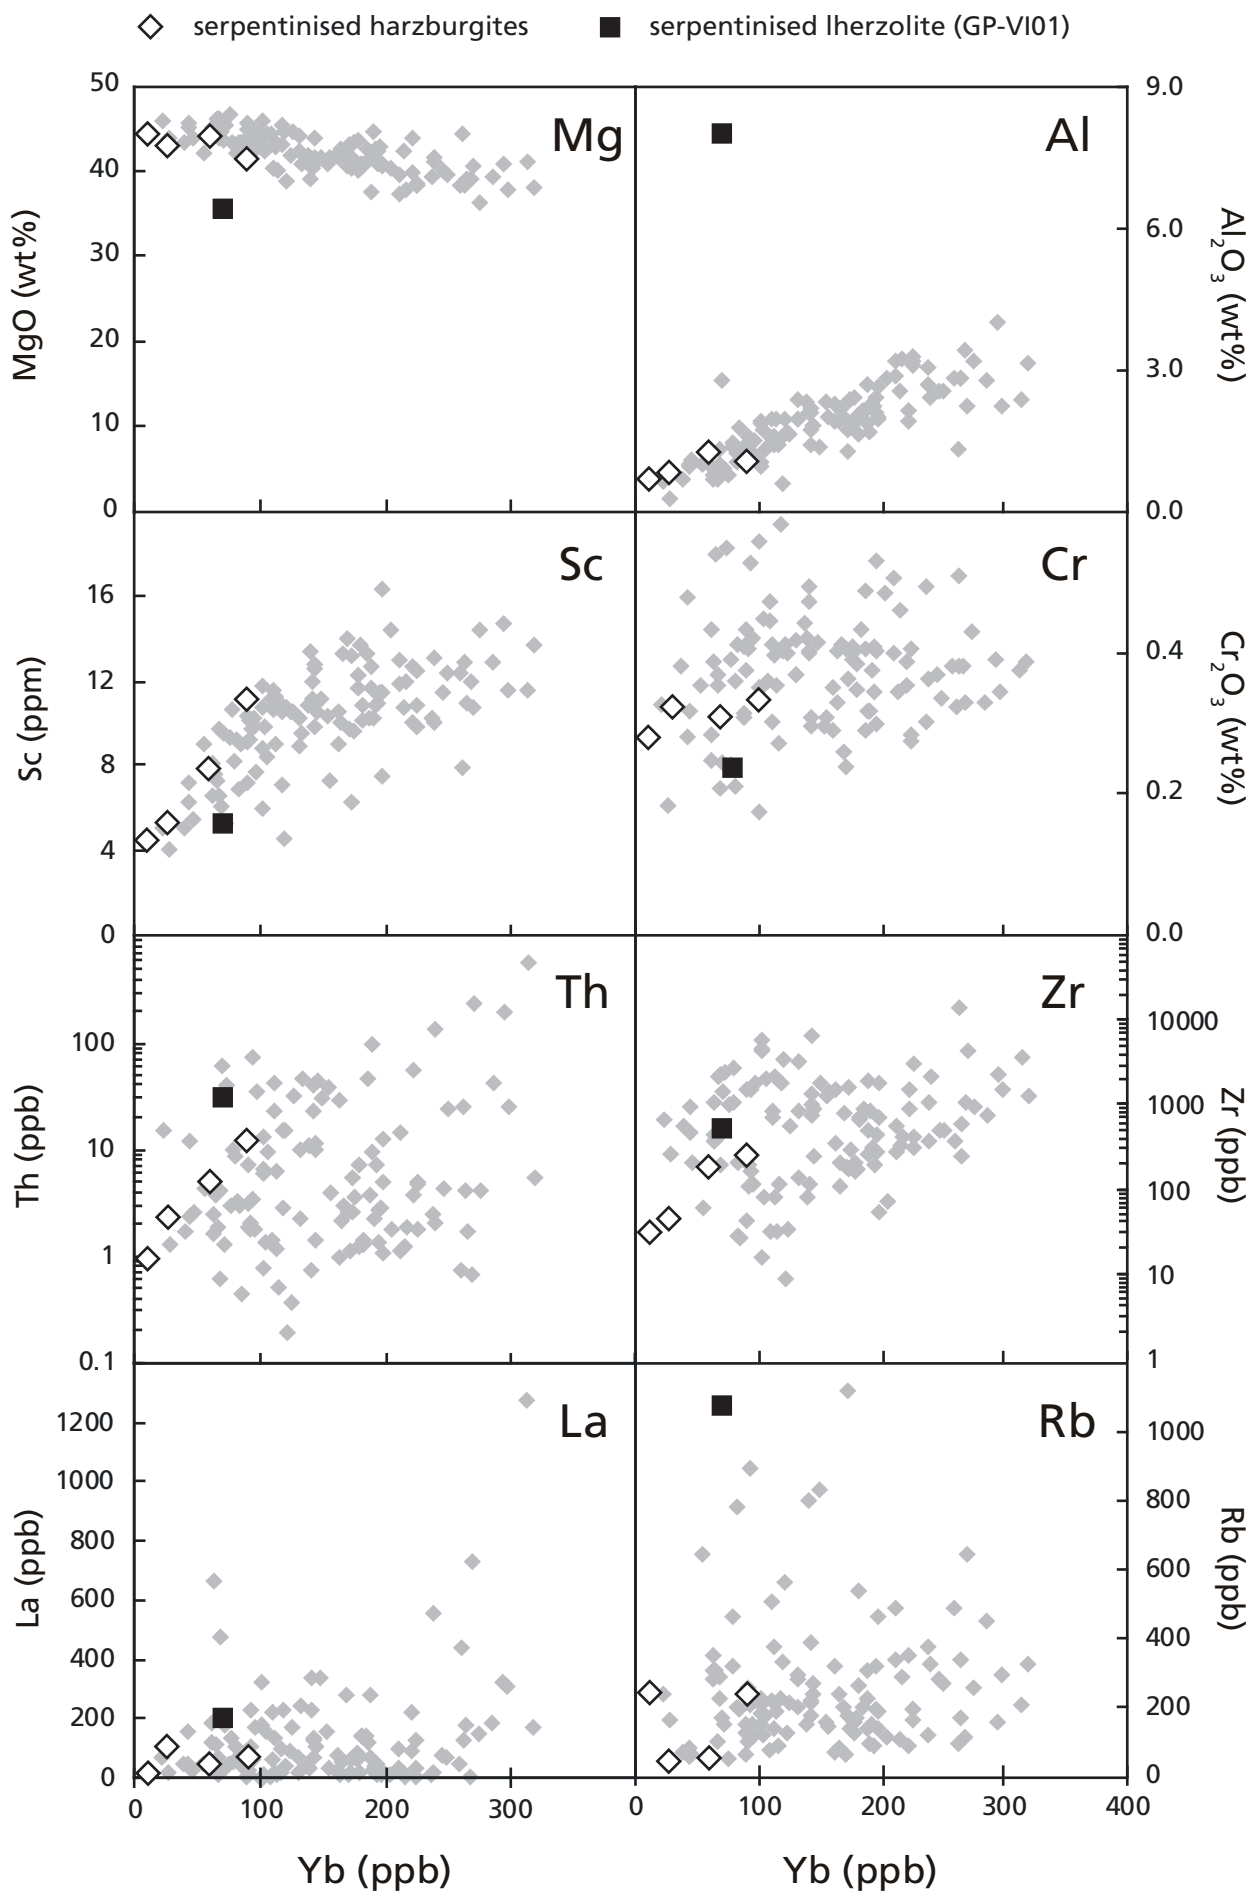 serpentinised harzburgites
serpentinised lherzolite (GP-VI01)
50
40
30
20
10
0
MgO (wt%)
Mg
9.0
6.0
3.0
0.0
Al2O3 (wt%)
Al
16
12
8
4
0
Sc (ppm)
Sc
0.4
0.2
0.0
Cr2O3 (wt%)
Cr
100
10
1
0.1
Th (ppb)
Th
10000
1000
100
10
1
Zr (ppb)
Zr
1200
1000
800
600
400
200
0
La (ppb)
La
1000
800
600
400
200
0
Rb (ppb)
Rb
0 100 200 300
0 100 200 300 400
Yb (ppb)
Yb (ppb)